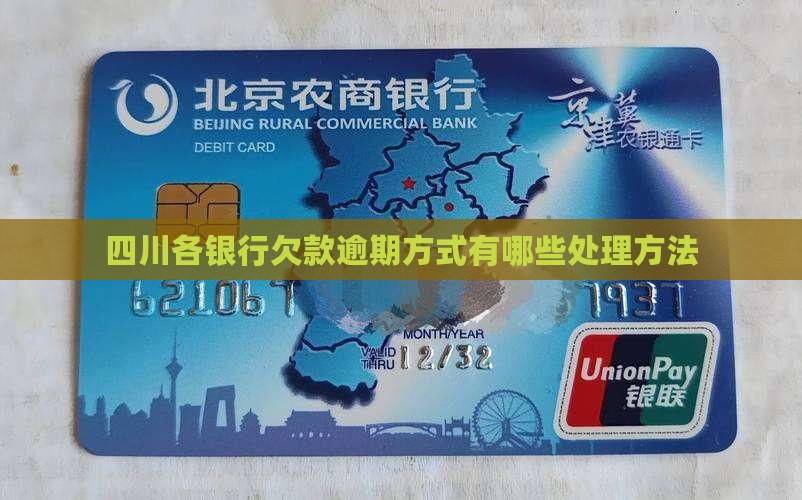 北京农商银行
BEIJING RURAL COMMERCIAL BANK
DEBIT CARD
京津冀
农银通卡
四川各银行欠款逾期方式有哪些处理方法
621067
7937
MONTH/YEAR
VALID THRU 12/32
UnionPay
银联